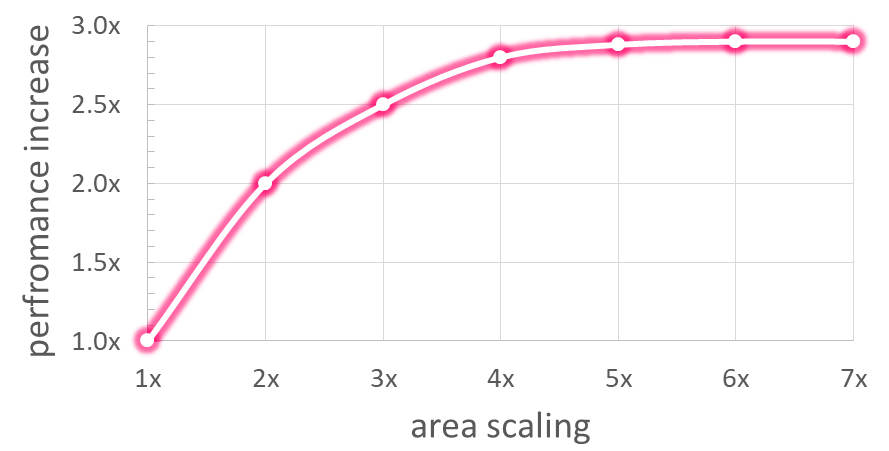 perfromance increase
3.0x
2.5x
2.0x
1.5x
1.0x
1x 2x 3x 4x 5x 6x 7x
area scaling